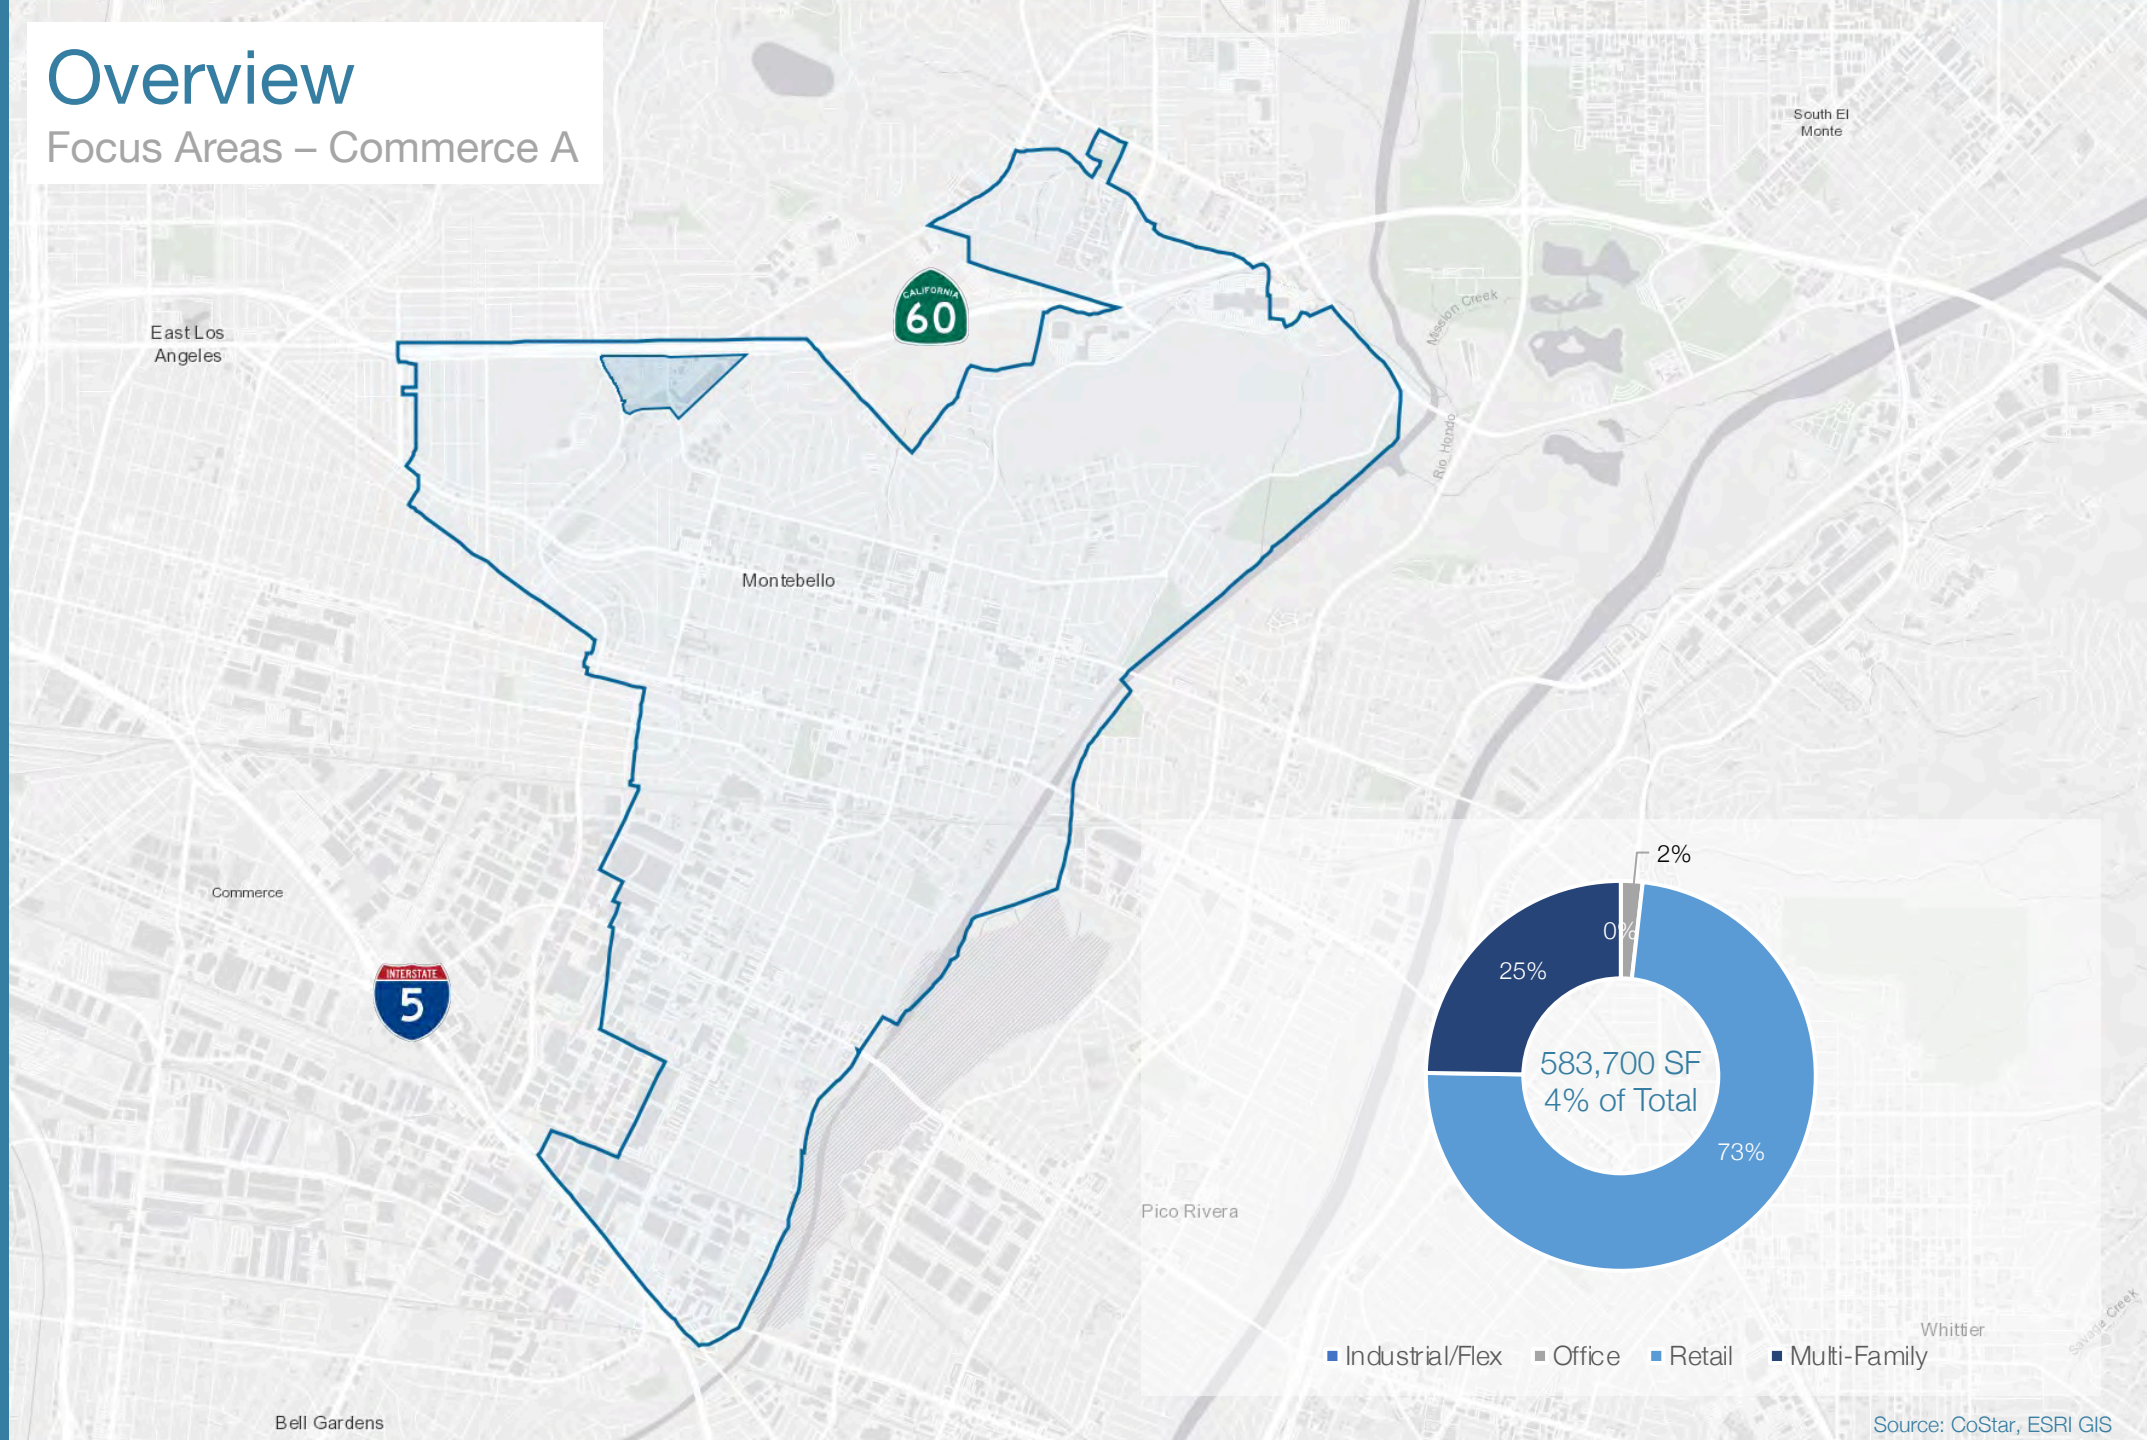 Overview
Focus Areas – Commerce A
South El
Monte
Mission Creek
CALIFORNIA
60
East Los
Angeles
Rio Hondo
Montebello
2%
Commerce
0%
25%
INTERSTATE
5
583,700 SF
4% of Total
73%
Pico Rivera
Savage Creek
Whittier
Industrial/Flex
Office
Retail
Multi-Family
Bell Gardens
Source: CoStar, ESRI GIS